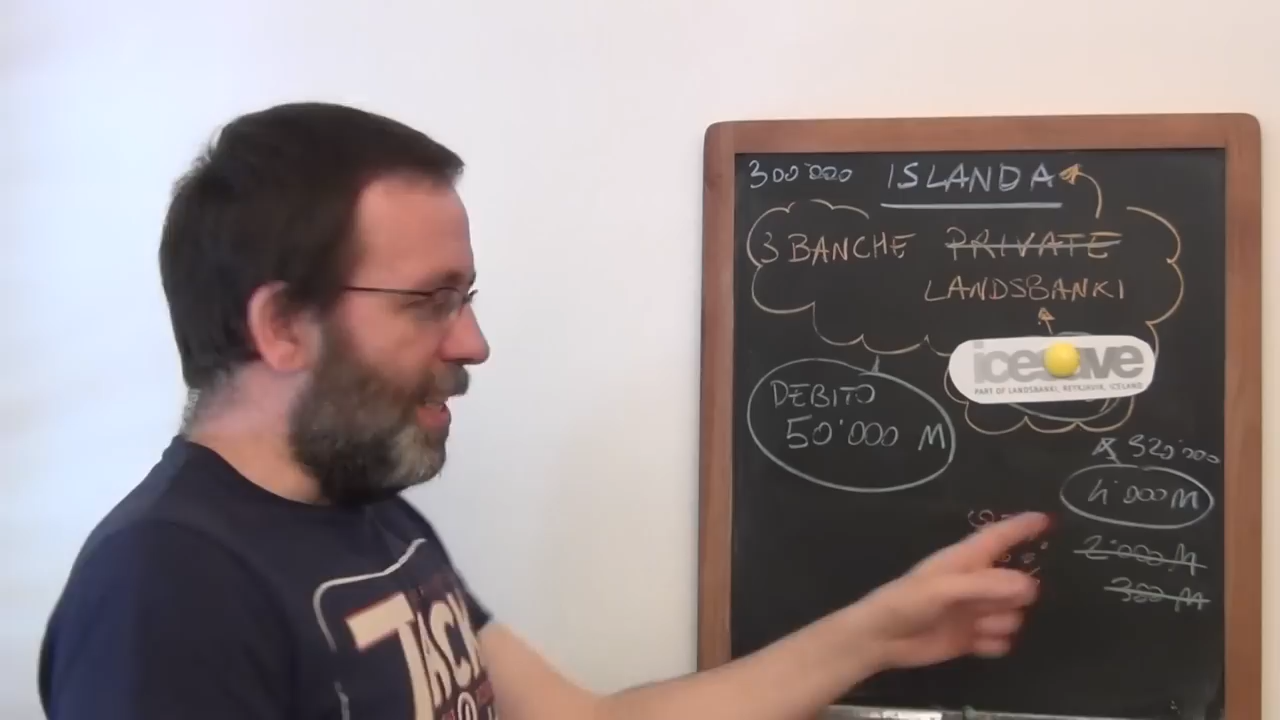 300'000 ISLANDA
3 BANCHE PRIVATE
LANDSBANKI
icesave
PART OF LANDSBANKI, REYKJAVIK, ICELAND
DEBITO
50'000 M
320'000
4'000 M
2'000 M
300 M
JACK